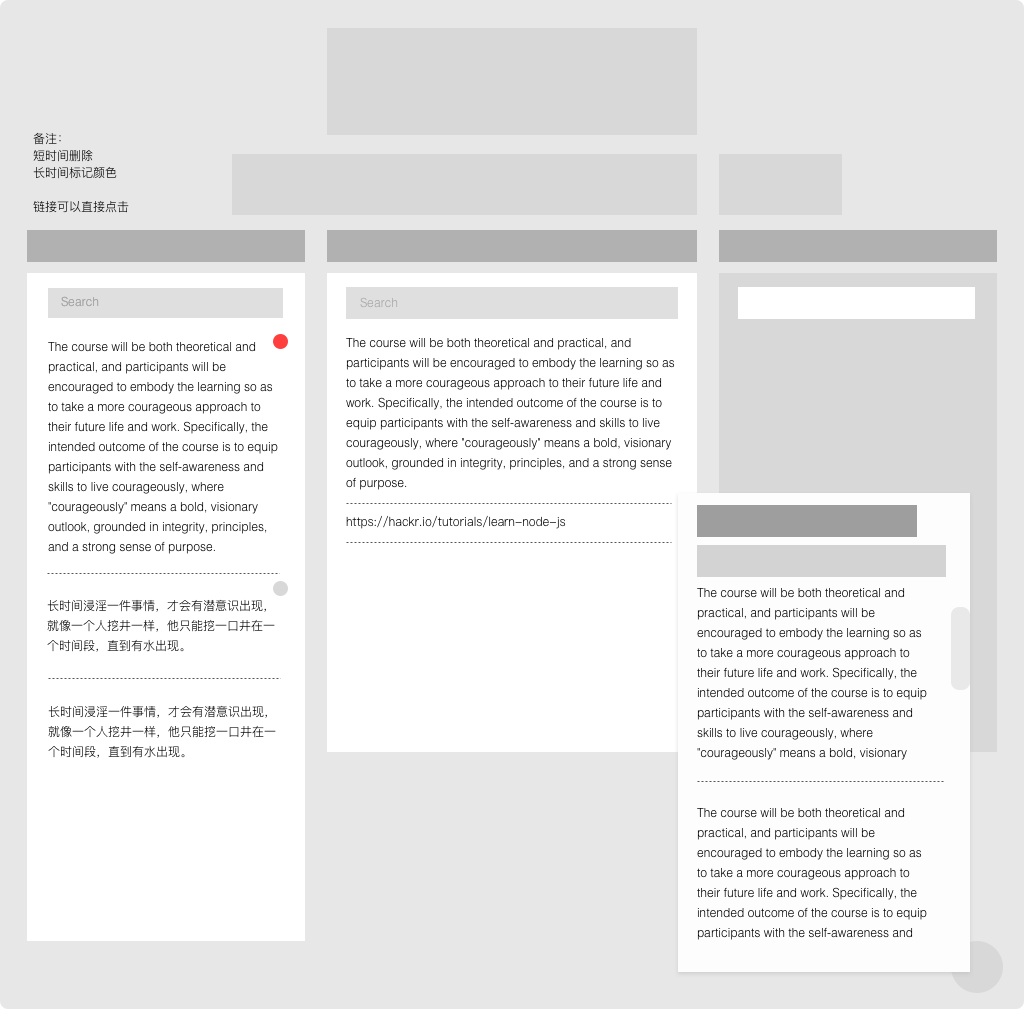 备注：
短时间删除
长时间标记颜色
链接可以直接点击
Search
The course will be both theoretical and
practical, and participants will be
encouraged to embody the learning so as
to take a more courageous approach to
their future life and work. Specifically, the
intended outcome of the course is to equip
participants with the self-awareness and
skills to live courageously, where
"courageously" means a bold, visionary
outlook, grounded in integrity, principles,
and a strong sense of purpose.
长时间浸淫一件事情，才会有潜意识出现，
就像一个人挖井一样，他只能挖一口井在一
个时间段，直到有水出现。
长时间浸淫一件事情，才会有潜意识出现，
就像一个人挖井一样，他只能挖一口井在一
个时间段，直到有水出现。
Search
The course will be both theoretical and practical, and
participants will be encouraged to embody the learning so as
to take a more courageous approach to their future life and
work. Specifically, the intended outcome of the course is to
equip participants with the self-awareness and skills to live
courageously, where "courageously" means a bold, visionary
outlook, grounded in integrity, principles, and a strong sense
of purpose.
https://hackr.io/tutorials/learn-node-js
The course will be both theoretical and
practical, and participants will be
encouraged to embody the learning so as
to take a more courageous approach to
their future life and work. Specifically, the
intended outcome of the course is to equip
participants with the self-awareness and
skills to live courageously, where
"courageously" means a bold, visionary
The course will be both theoretical and
practical, and participants will be
encouraged to embody the learning so as
to take a more courageous approach to
their future life and work. Specifically, the
intended outcome of the course is to equip
participants with the self-awareness and